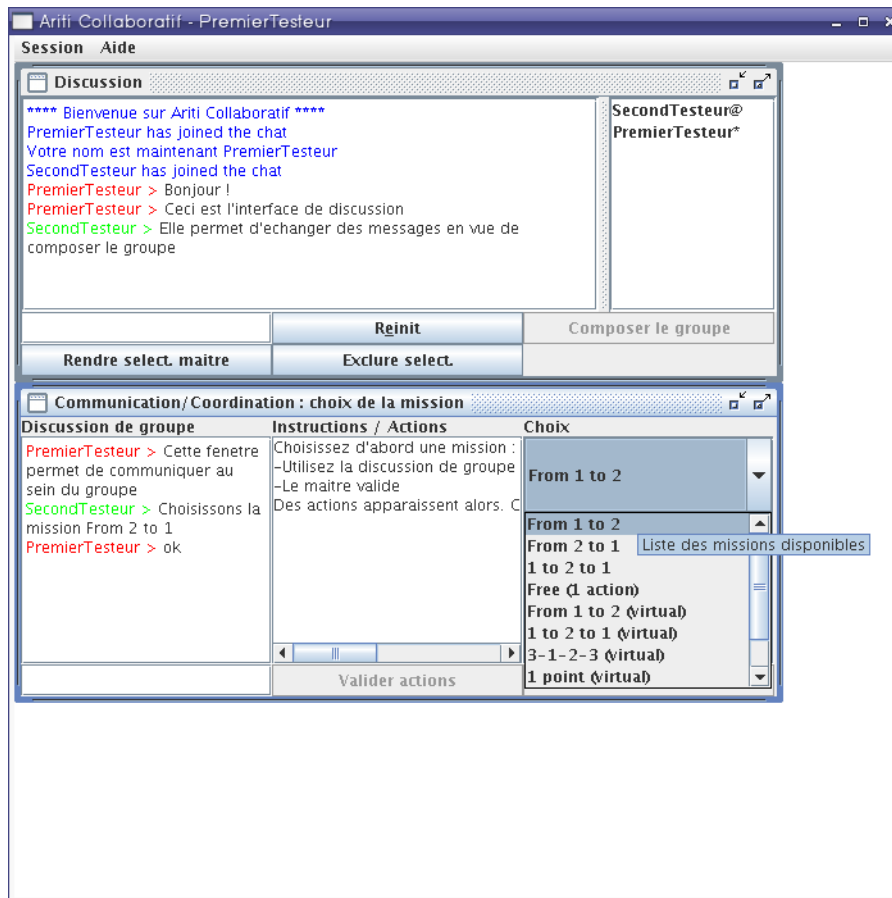 Ariti Collaboratif - PremierTesteur
Session Aide
Discussion
**** Bienvenue sur Ariti Collaboratif ****
PremierTesteur has joined the chat
Votre nom est maintenant PremierTesteur
SecondTesteur has joined the chat
PremierTesteur > Bonjour !
PremierTesteur > Ceci est l'interface de discussion
SecondTesteur > Elle permet d'echanger des messages en vue de
composer le groupe
SecondTesteur@
PremierTesteur*
Reinit
Composer le groupe
Rendre select. maitre
Exclure select.
Communication/Coordination : choix de la mission
Discussion de groupe
PremierTesteur > Cette fenetre
permet de communiquer au
sein du groupe
SecondTesteur > Choisissons la
mission From 2 to 1
PremierTesteur > ok
Instructions / Actions
Choisissez d'abord une mission :
-Utilisez la discussion de groupe
-Le maitre valide
Des actions apparaissent alors. C
Valider actions
Choix
From 1 to 2
From 1 to 2
From 2 to 1
Liste des missions disponibles
1 to 2 to 1
Free (1 action)
From 1 to 2 (virtual)
1 to 2 to 1 (virtual)
3-1-2-3 (virtual)
1 point (virtual)